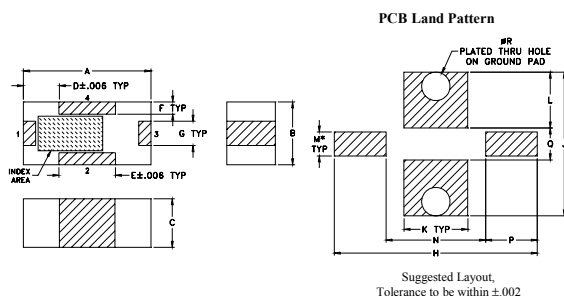 PCB Land Pattern
øR
PLATED THRU HOLE
ON GROUND PAD
A
D±.006 TYP
4
F TYP
G TYP
1
3
B
INDEX
AREA
2
E±.006 TYP
C
M*
TYP
L
Q
K TYP
N
P
H
Suggested Layout,
Tolerance to be within ±.002